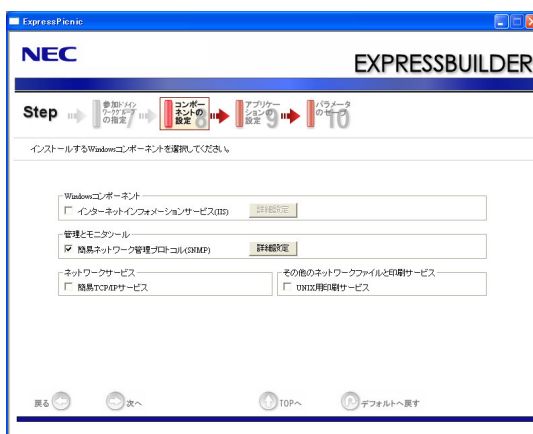 ExpressPicnic
NEC
EXPRESSBUILDER
Step
参加ドメイン
ワークグループ
の指定 7
コンポー
ネントの
設定 8
アプリケー
ションの
設定 9
パラメータ
のセーブ
10
インストールするWindowsコンポーネントを選択してください。
Windowsコンポーネント
インターネットインフォメーションサービス(IIS) 詳細設定
管理とモニタツール
簡易ネットワーク管理プロトコル(SNMP) 詳細設定
ネットワークサービス
簡易TCP/IPサービス
その他のネットワークファイルと印刷サービス
UNIX用印刷サービス
戻る 次へ TOPへ デフォルトへ戻す